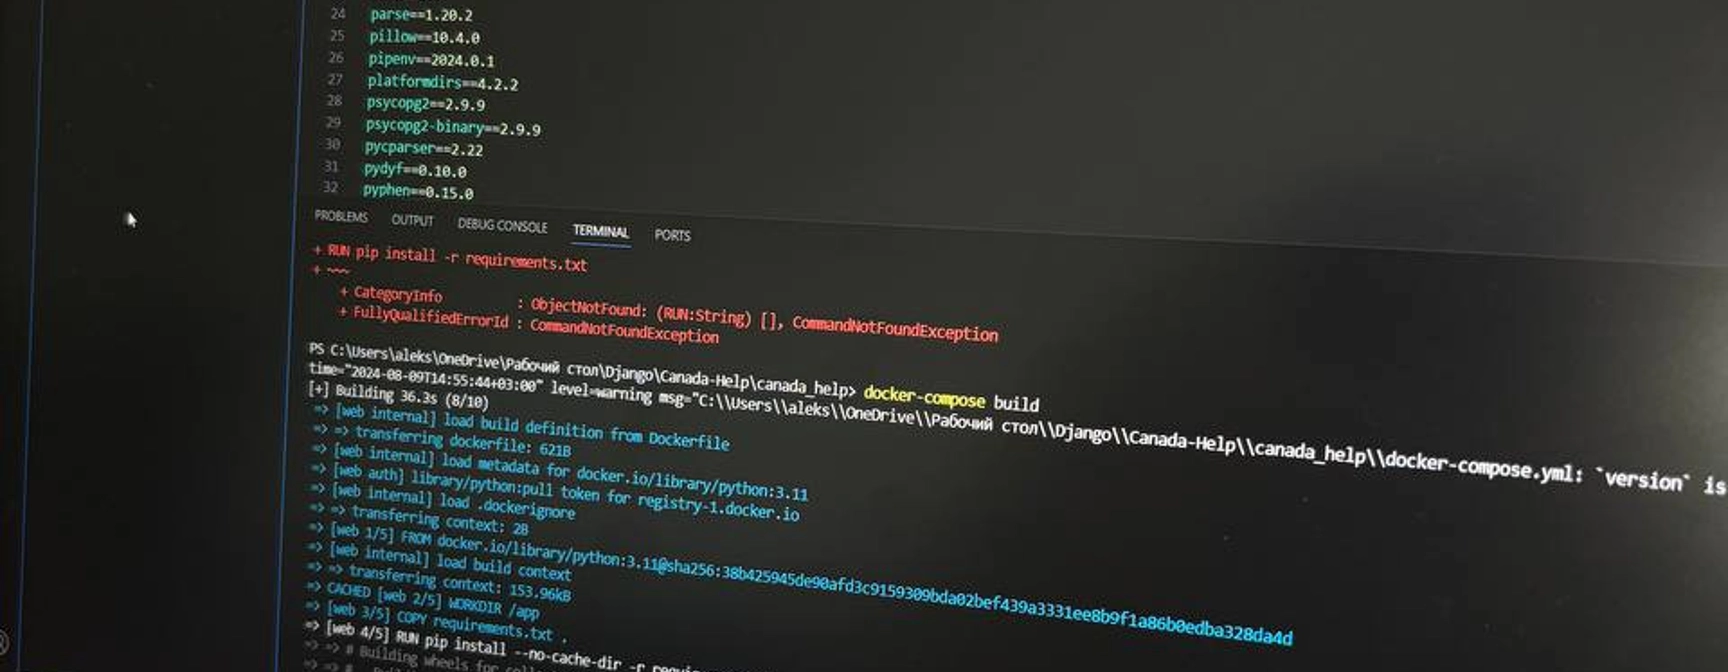 24 parse==1.20.2
25 pillow==10.4.0
26 pipenv==2024.0.1
27 platformdirs==4.2.2
28 psycopg2==2.9.9
29 psycopg2-binary==2.9.9
30 pycparser==2.22
31 pydyf==0.10.0
32 pyphen==0.15.0
PROBLEMS OUTPUT DEBUG CONSOLE TERMINAL PORTS
+ RUN pip install -r requirements.txt
+ ~~~
+ CategoryInfo : ObjectNotFound: (RUN:String) [], CommandNotFoundException
+ FullyQualifiedErrorId : CommandNotFoundException
PS C:\Users\aleks\OneDrive\Рабочий стол\Django\Canada-Help\canada_help> docker-compose build
time="2024-08-09T14:55:44+03:00" level=warning msg="C:\\Users\\aleks\\OneDrive\\Рабочий стол\\Django\\Canada-Help\\canada_help\\docker-compose.yml: `version` is
[+] Building 36.3s (8/10)
=> [web internal] load build definition from Dockerfile
=> => transferring dockerfile: 621B
=> [web internal] load metadata for docker.io/library/python:3.11
=> [web auth] library/python:pull token for registry-1.docker.io
=> [web internal] load .dockerignore
=> => transferring context: 2B
=> [web 1/5] FROM docker.io/library/python:3.11@sha256:38b425945de90afd3c9159309bda02bef439a3331ee8b9f1a86b0edba328da4d
=> [web internal] load build context
=> => transferring context: 153.96kB
=> CACHED [web 2/5] WORKDIR /app
=> [web 3/5] COPY requirements.txt .
=> [web 4/5] RUN pip install --no-cache-dir -r
=> => # Building wheels for
=> => #